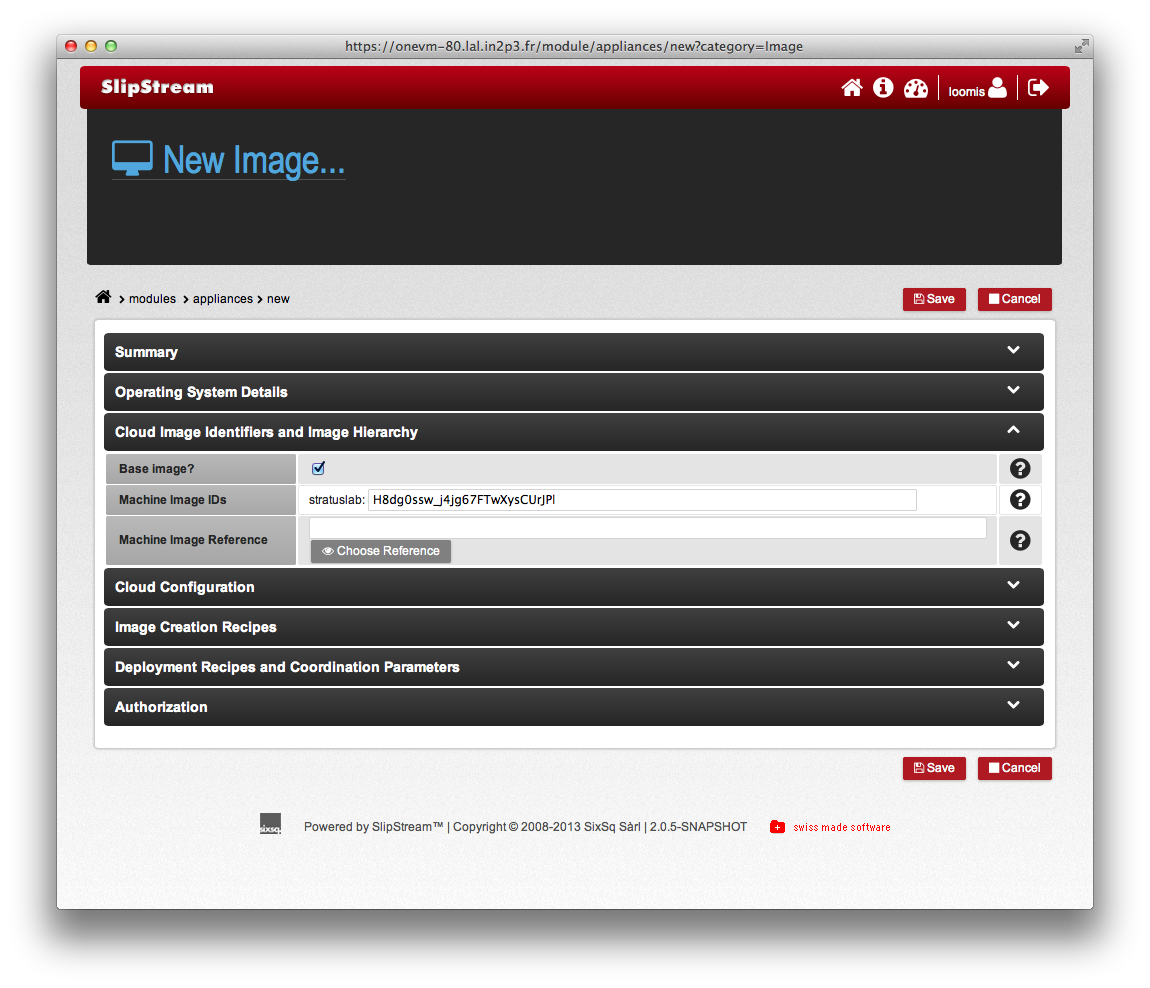 https://onevm-80.lal.in2p3.fr/module/appliances/new?category=Image
SlipStream
loomis
New Image...
modules appliances new
Save Cancel
Summary
Operating System Details
Cloud Image Identifiers and Image Hierarchy
Base image?
Machine Image IDs stratuslab: H8dg0ssw_j4jg67FTwXysCUrJPl
Machine Image Reference
Choose Reference
Cloud Configuration
Image Creation Recipes
Deployment Recipes and Coordination Parameters
Authorization
Save Cancel
sixsq. Powered by SlipStream™ | Copyright © 2008-2013 SixSq Sàrl | 2.0.5-SNAPSHOT swiss made software